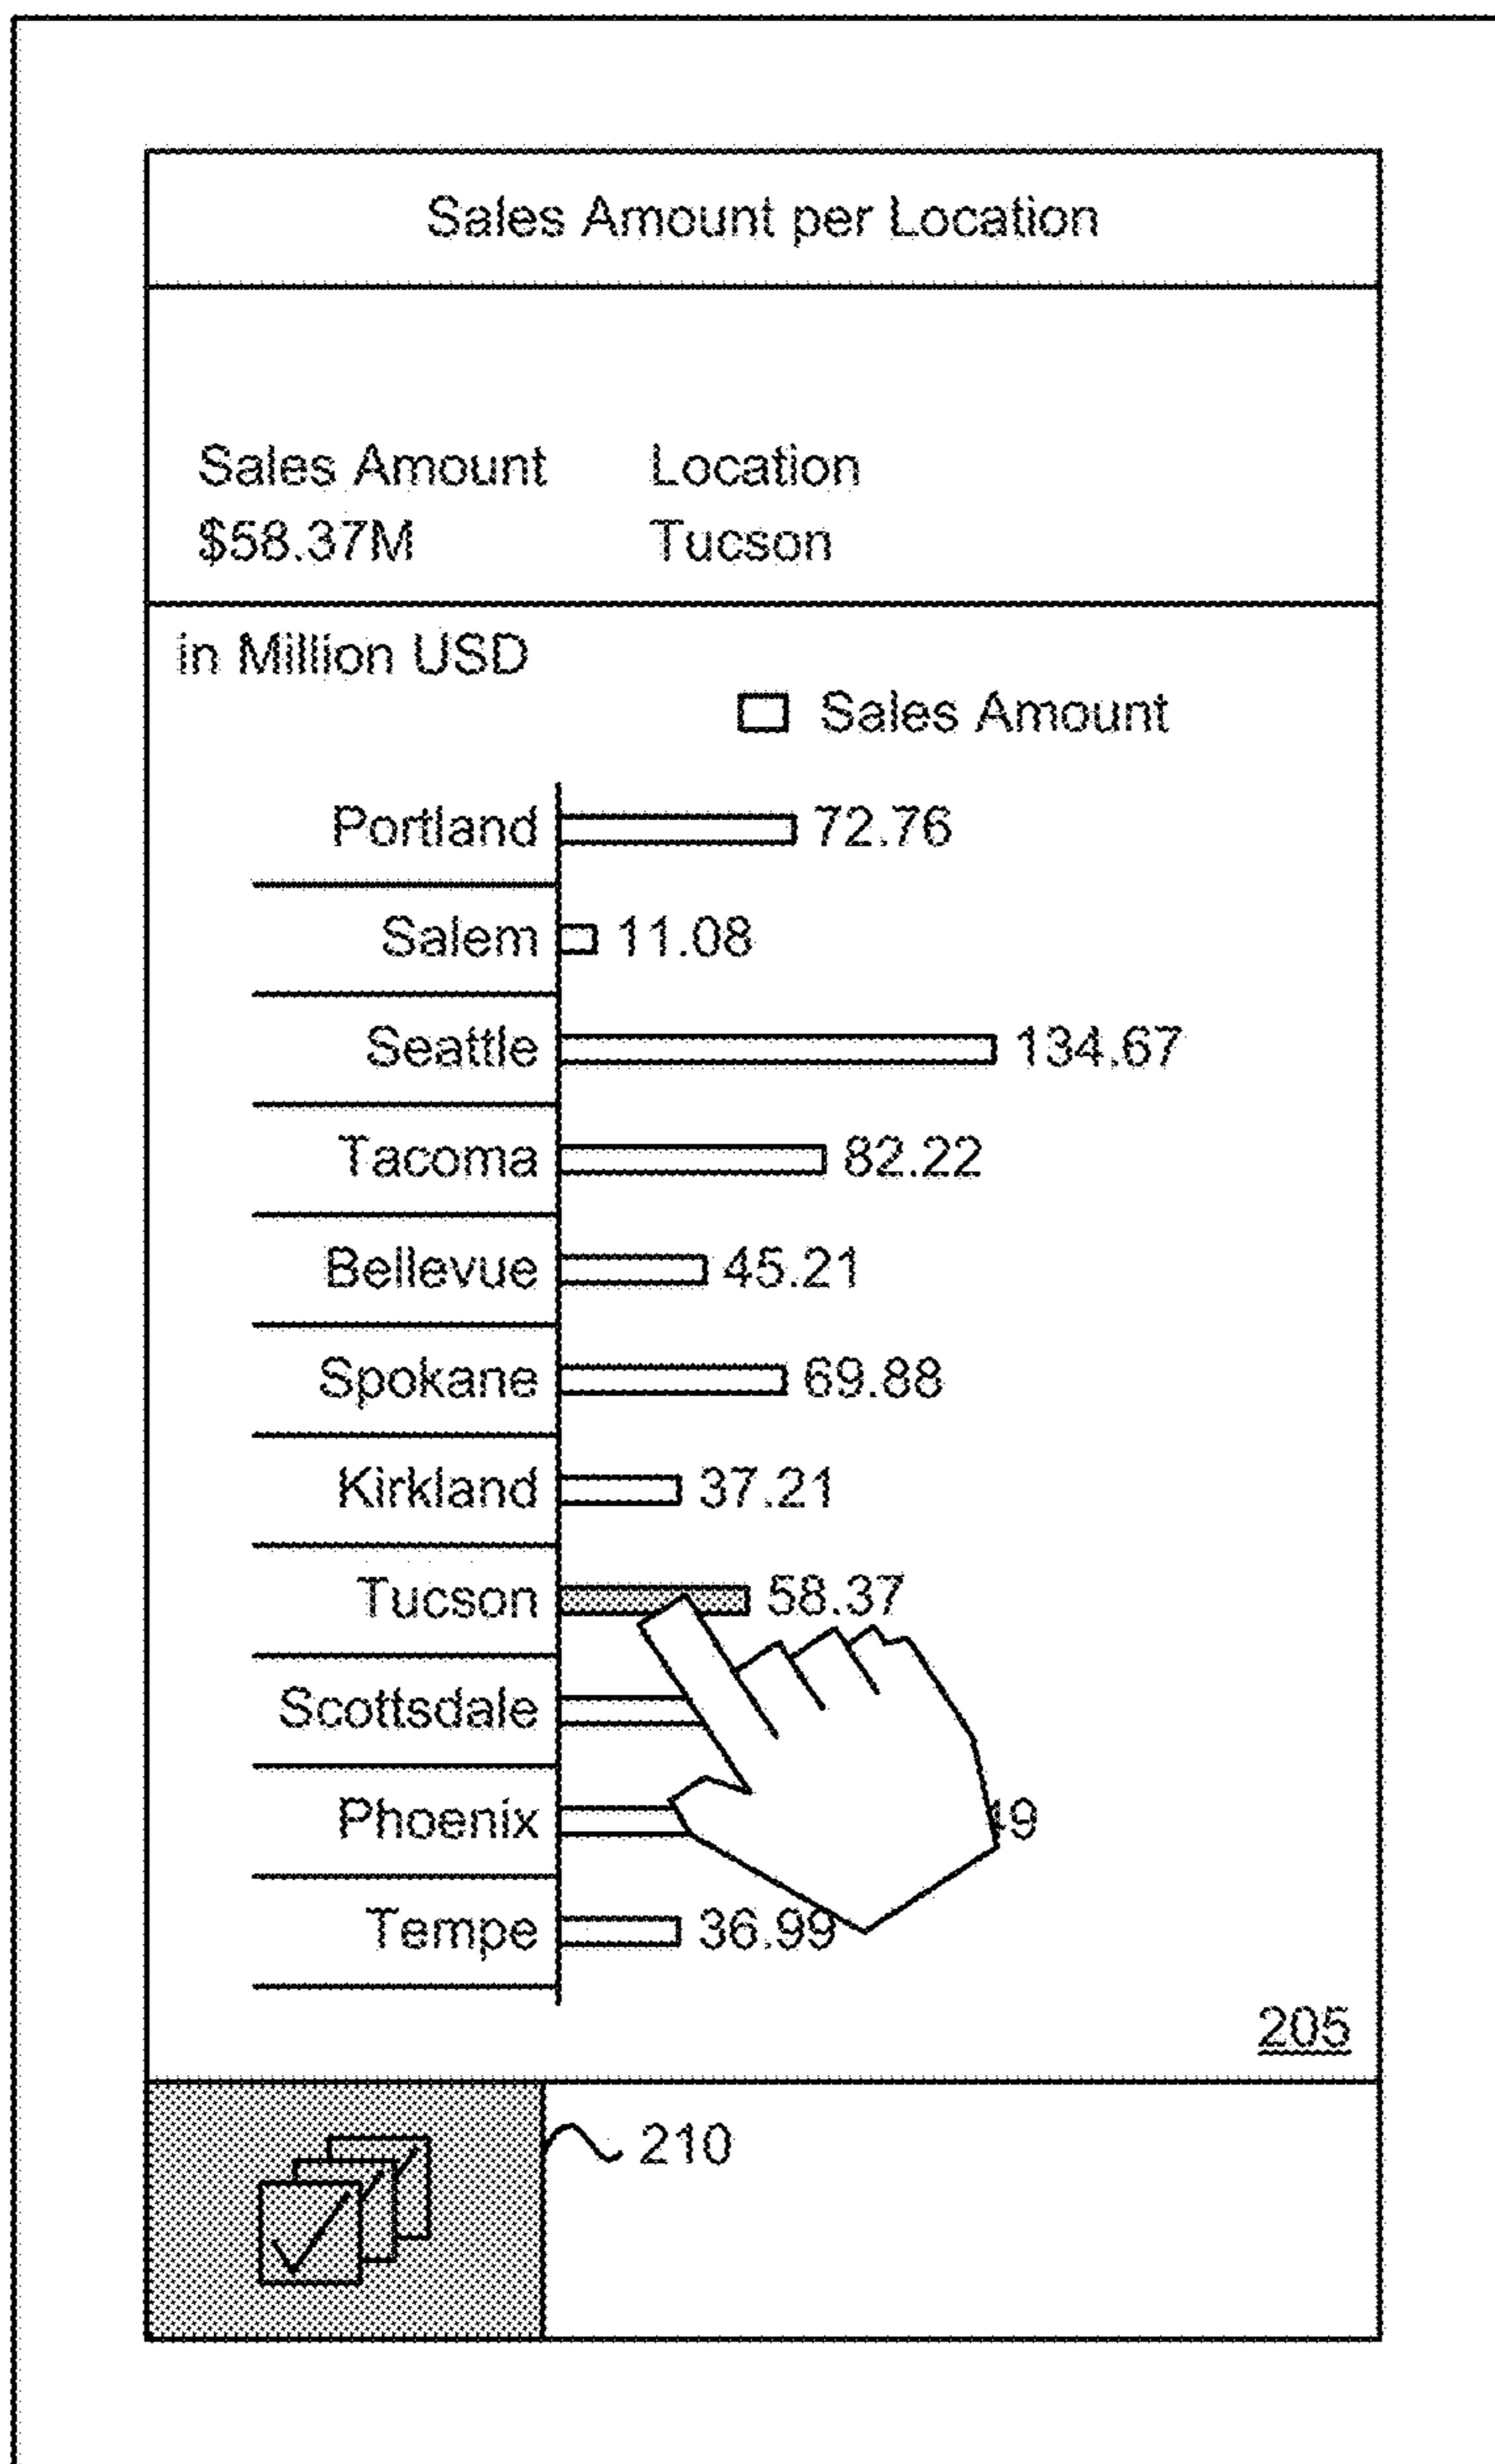 Sales Amount per Location
Sales Amount Location
$58.37M Tucson
in Million USD
Sales Amount
Portland 72.76
Salem 11.08
Seattle 134.67
Tacoma 82.22
Bellevue 45.21
Spokane 69.88
Kirkland 37.21
Tucson 58.37
Scottsdale
Phoenix
Tempe 36.99
205
210